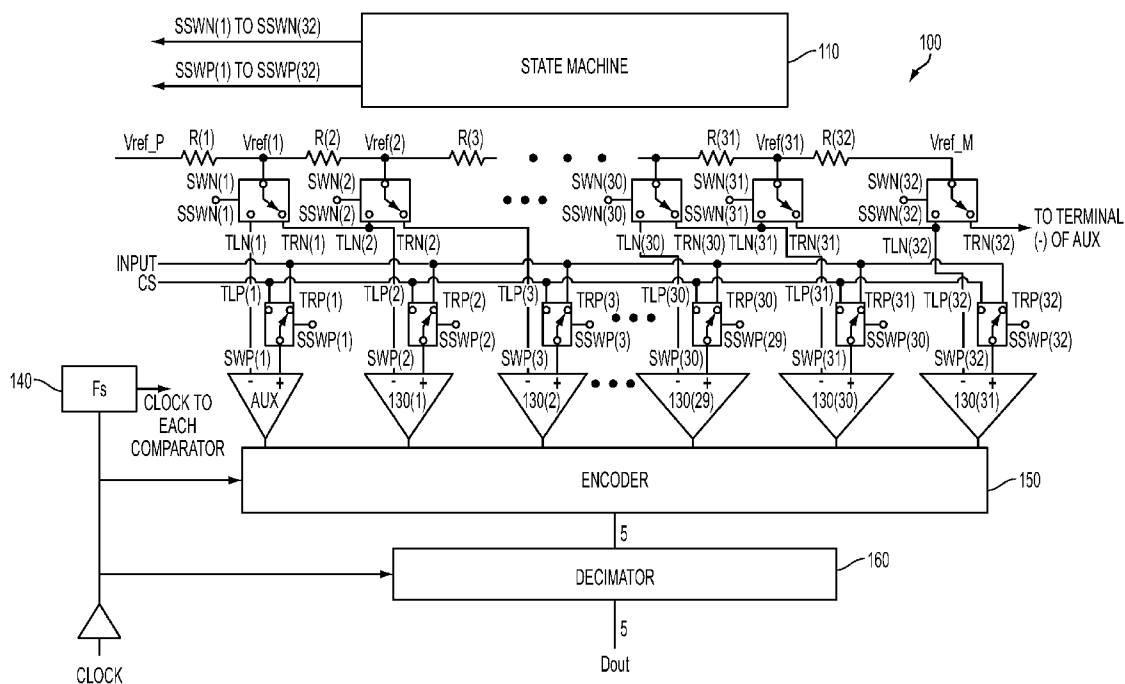 SSWN(1) TO SSWN(32)
SSWP(1) TO SSWP(32)
STATE MACHINE
110
100
Vref_P R(1) Vref(1) R(2) Vref(2) R(3) R(31) Vref(31) R(32) Vref_M
SWN(1) SWN(2) SWN(30) SWN(31) SWN(32)
SSWN(1) SSWN(2) SSWN(30) SSWN(31) SSWN(32)
TLN(1) TRN(1) TLN(2) TRN(2) TLN(30) TRN(30) TLN(31) TRN(31) TLN(32) TRN(32)
TO TERMINAL
(-) OF AUX
INPUT
CS
TLP(1) TRP(1) TLP(2) TRP(2) TLP(3) TRP(3) TLP(30) TRP(30) TLP(31) TRP(31) TLP(32) TRP(32)
SSWP(1) SSWP(2) SSWP(3) SSWP(29) SSWP(30) SSWP(32)
SWP(1) SWP(2) SWP(3) SWP(30) SWP(31) SWP(32)
- + - + - + - + - + - +
AUX 130(1) 130(2) 130(29) 130(30) 130(31)
140
Fs
CLOCK TO
EACH
COMPARATOR
ENCODER
150
5
DECIMATOR
160
5
Dout
CLOCK